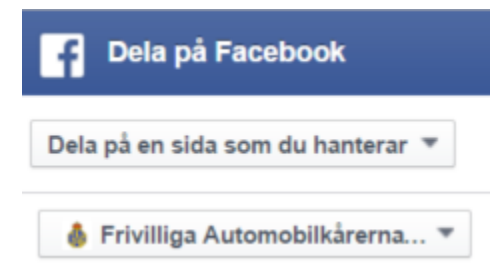 Dela på Facebook
Dela på en sida som du hanterar
Frivilliga Automobilkårerna...